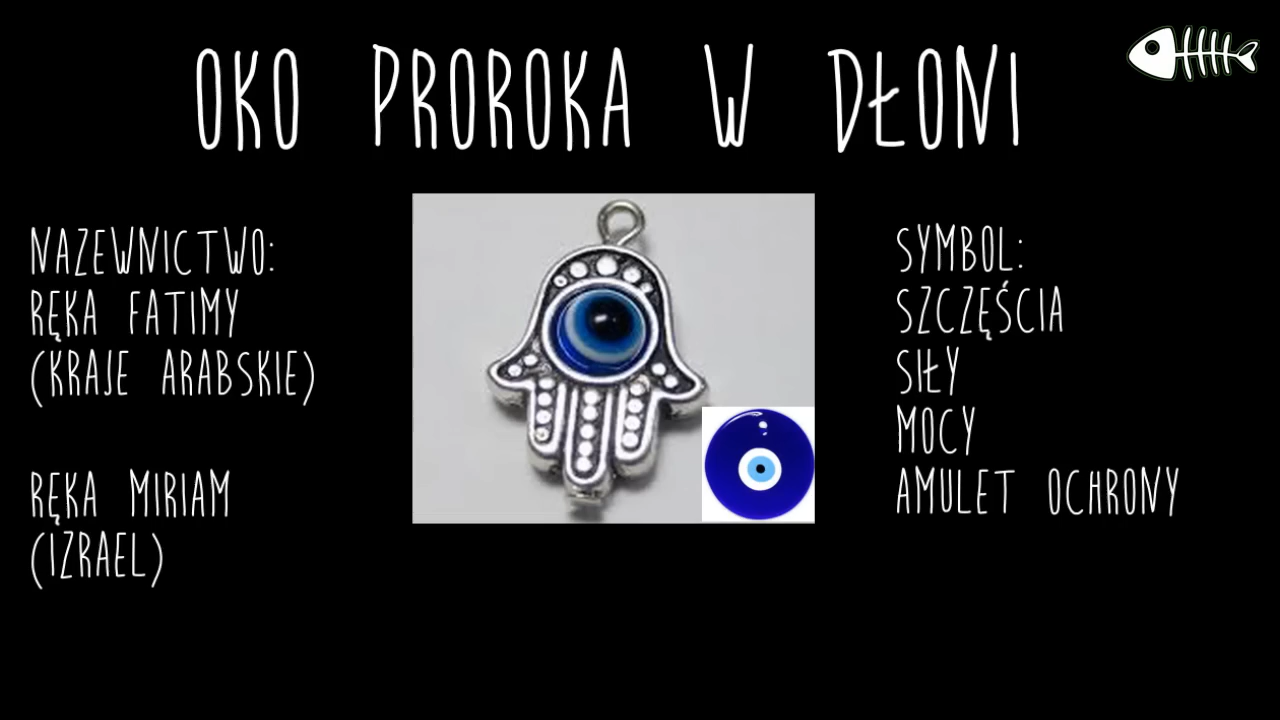 OKO PROROKA W DŁONI
NAZEWNICTWO:
RĘKA FATIMY
(KRAJE ARABSKIE)
RĘKA MIRIAM
(IZRAEL)
SYMBOL:
SZCZĘŚCIA
SIŁY
MOCY
AMULET OCHRONY